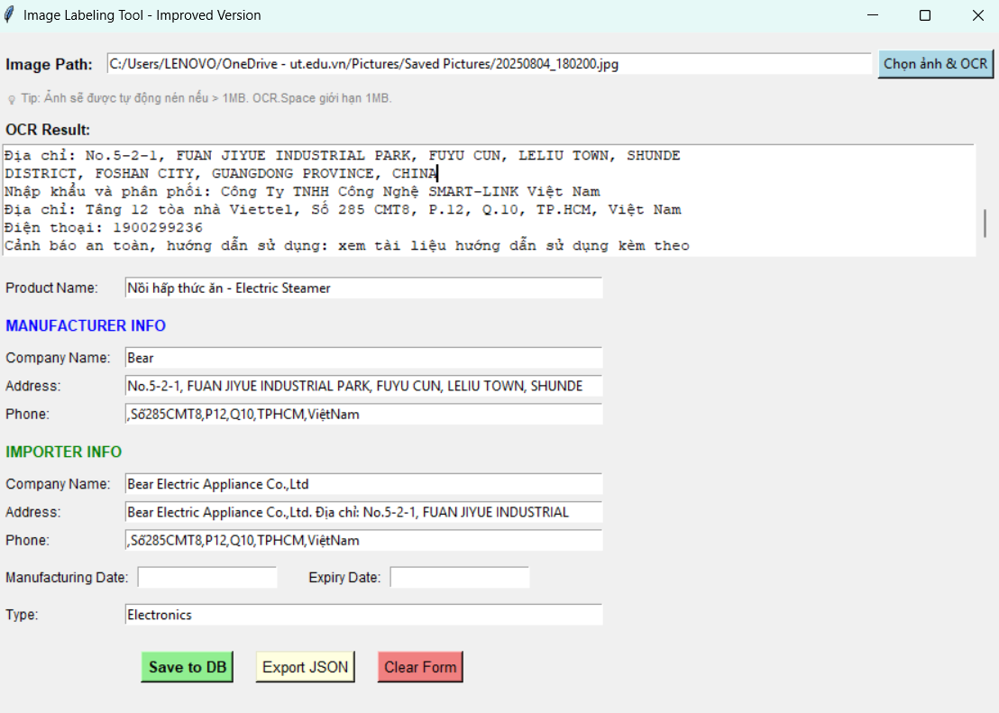 Image Labeling Tool - Improved Version
Image Path: C:/Users/LENOVO/OneDrive - ut.edu.vn/Pictures/Saved Pictures/20250804_180200.jpg Chọn ảnh & OCR
Tip: Ảnh sẽ được tự động nén nếu > 1MB. OCR.Space giới hạn 1MB.
OCR Result:
Địa chỉ: No.5-2-1, FUAN JIYUE INDUSTRIAL PARK, FUYU CUN, LELIU TOWN, SHUNDE
DISTRICT, FOSHAN CITY, GUANGDONG PROVINCE, CHINA
Nhập khẩu và phân phối: Công Ty TNHH Công Nghệ SMART-LINK Việt Nam
Địa chỉ: Tầng 12 tòa nhà Viettel, Số 285 CMT8, P.12, Q.10, TP.HCM, Việt Nam
Điện thoại: 1900299236
Cảnh báo an toàn, hướng dẫn sử dụng: xem tài liệu hướng dẫn sử dụng kèm theo
Product Name: Nồi hấp thức ăn - Electric Steamer
MANUFACTURER INFO
Company Name: Bear
Address: No.5-2-1, FUAN JIYUE INDUSTRIAL PARK, FUYU CUN, LELIU TOWN, SHUNDE
Phone: ,Số285CMT8,P12,Q10,TPHCM,ViệtNam
IMPORTER INFO
Company Name: Bear Electric Appliance Co.,Ltd
Address: Bear Electric Appliance Co.,Ltd. Địa chỉ: No.5-2-1, FUAN JIYUE INDUSTRIAL
Phone: ,Số285CMT8,P12,Q10,TPHCM,ViệtNam
Manufacturing Date: Expiry Date:
Type: Electronics
Save to DB Export JSON Clear Form